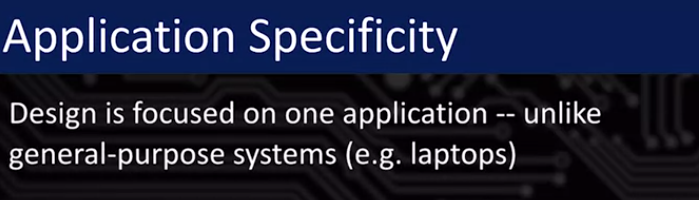 Application Specificity
Design is focused on one application -- unlike
general-purpose systems (e.g. laptops)